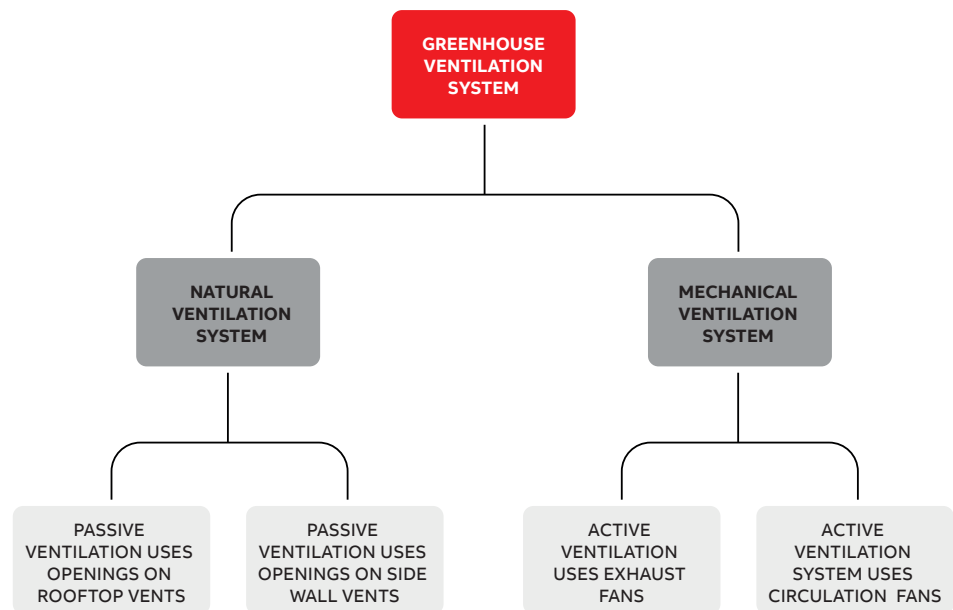 GREENHOUSE
VENTILATION
SYSTEM
NATURAL
VENTILATION
SYSTEM
MECHANICAL
VENTILATION
SYSTEM
PASSIVE
VENTILATION USES
OPENINGS ON
ROOFTOP VENTS
PASSIVE
VENTILATION USES
OPENINGS ON SIDE
WALL VENTS
ACTIVE
VENTILATION
USES EXHAUST
FANS
ACTIVE
VENTILATION
SYSTEM USES
CIRCULATION FANS